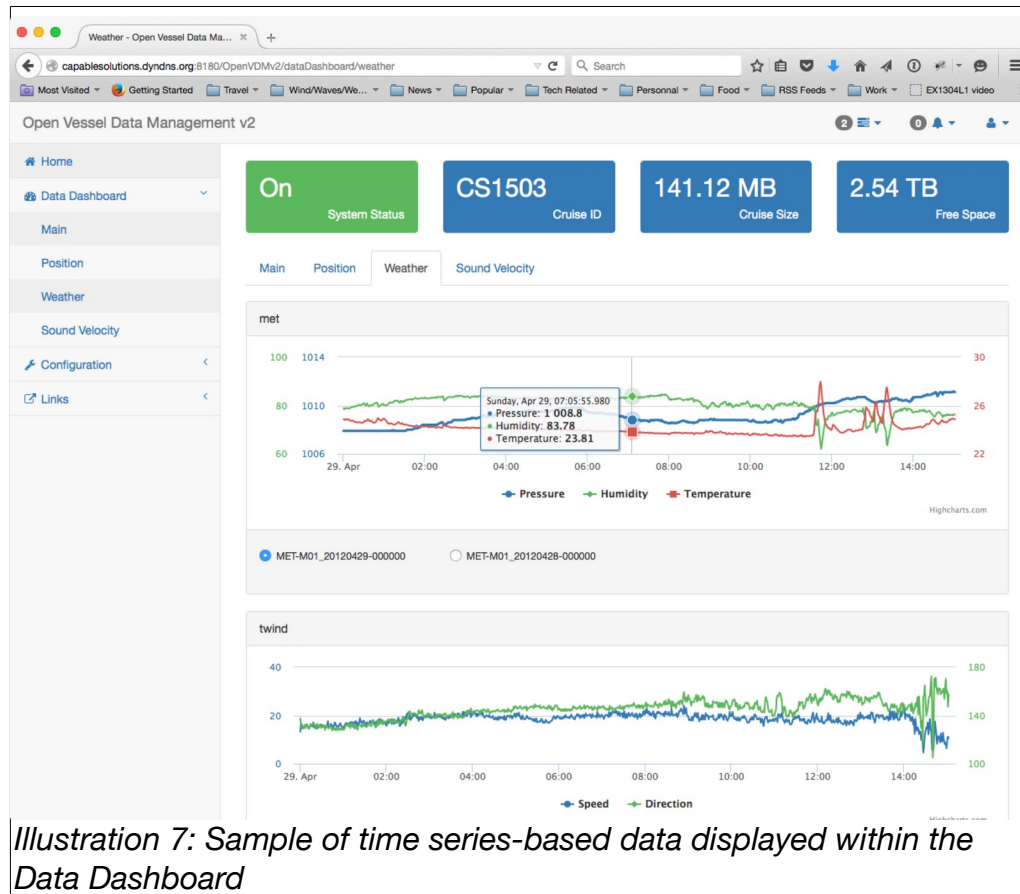 Weather - Open Vessel Data Ma...
capablesolutions.dyndns.org:8180/OpenVDMv2/dataDashboard/weather
Search
Most Visited
Getting Started
Travel
Wind/Waves/We...
News
Popular
Tech Related
Personnal
Food
RSS Feeds
Work
EX1304L1 video
Open Vessel Data Management v2
2
0
Home
Data Dashboard
Main
Position
Weather
Sound Velocity
Configuration
Links
On
System Status
CS1503
Cruise ID
141.12 MB
Cruise Size
2.54 TB
Free Space
Main Position Weather Sound Velocity
met
100 1014 30
80 1010 26
60 1006 22
Sunday, Apr 29, 07:05:55.980
Pressure: 1 008.8
Humidity: 83.78
Temperature: 23.81
29. Apr 02:00 04:00 06:00 08:00 10:00 12:00 14:00
Pressure Humidity Temperature
Highcharts.com
MET-M01_20120429-000000 MET-M01_20120428-000000
twind
40 180
20 140
0 100
29. Apr 02:00 04:00 06:00 08:00 10:00 12:00 14:00
Speed Direction
Illustration 7: Sample of time series-based data displayed within the
Data Dashboard